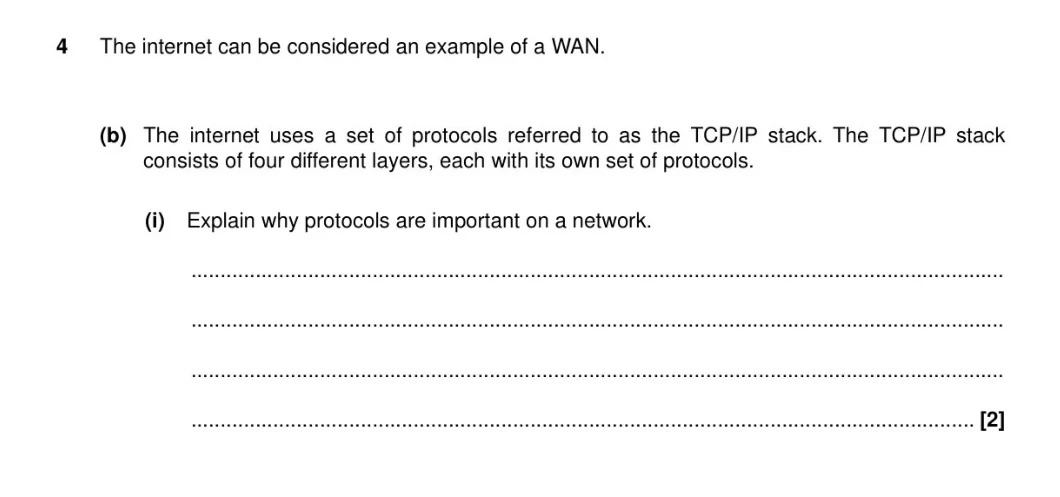 4 The internet can be considered an example of a WAN.
(b) The internet uses a set of protocols referred to as the TCP/IP stack. The TCP/IP stack
consists of four different layers, each with its own set of protocols.
(i) Explain why protocols are important on a network.
..........................................................................................................................................
..........................................................................................................................................
..........................................................................................................................................
..................................................................................................................................... [2]